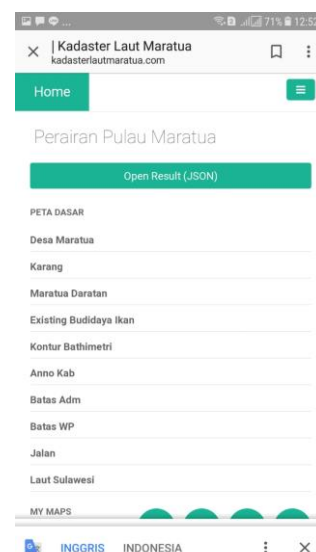 71% 12:52
| Kadaster Laut Maratua
kadasterlautmaratua.com
Home
Perairan Pulau Maratua
Open Result (JSON)
PETA DASAR
Desa Maratua
Karang
Maratua Daratan
Existing Budidaya Ikan
Kontur Bathimetri
Anno Kab
Batas Adm
Batas WP
Jalan
Laut Sulawesi
MY MAPS
INGGRIS INDONESIA